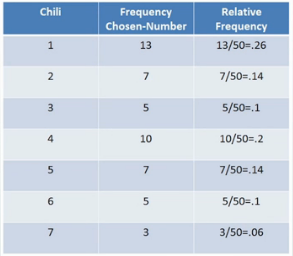 Chili Frequency Chosen-Number Relative Frequency
1 13 13/50=.26
2 7 7/50=.14
3 5 5/50=.1
4 10 10/50=.2
5 7 7/50=.14
6 5 5/50=.1
7 3 3/50=.06